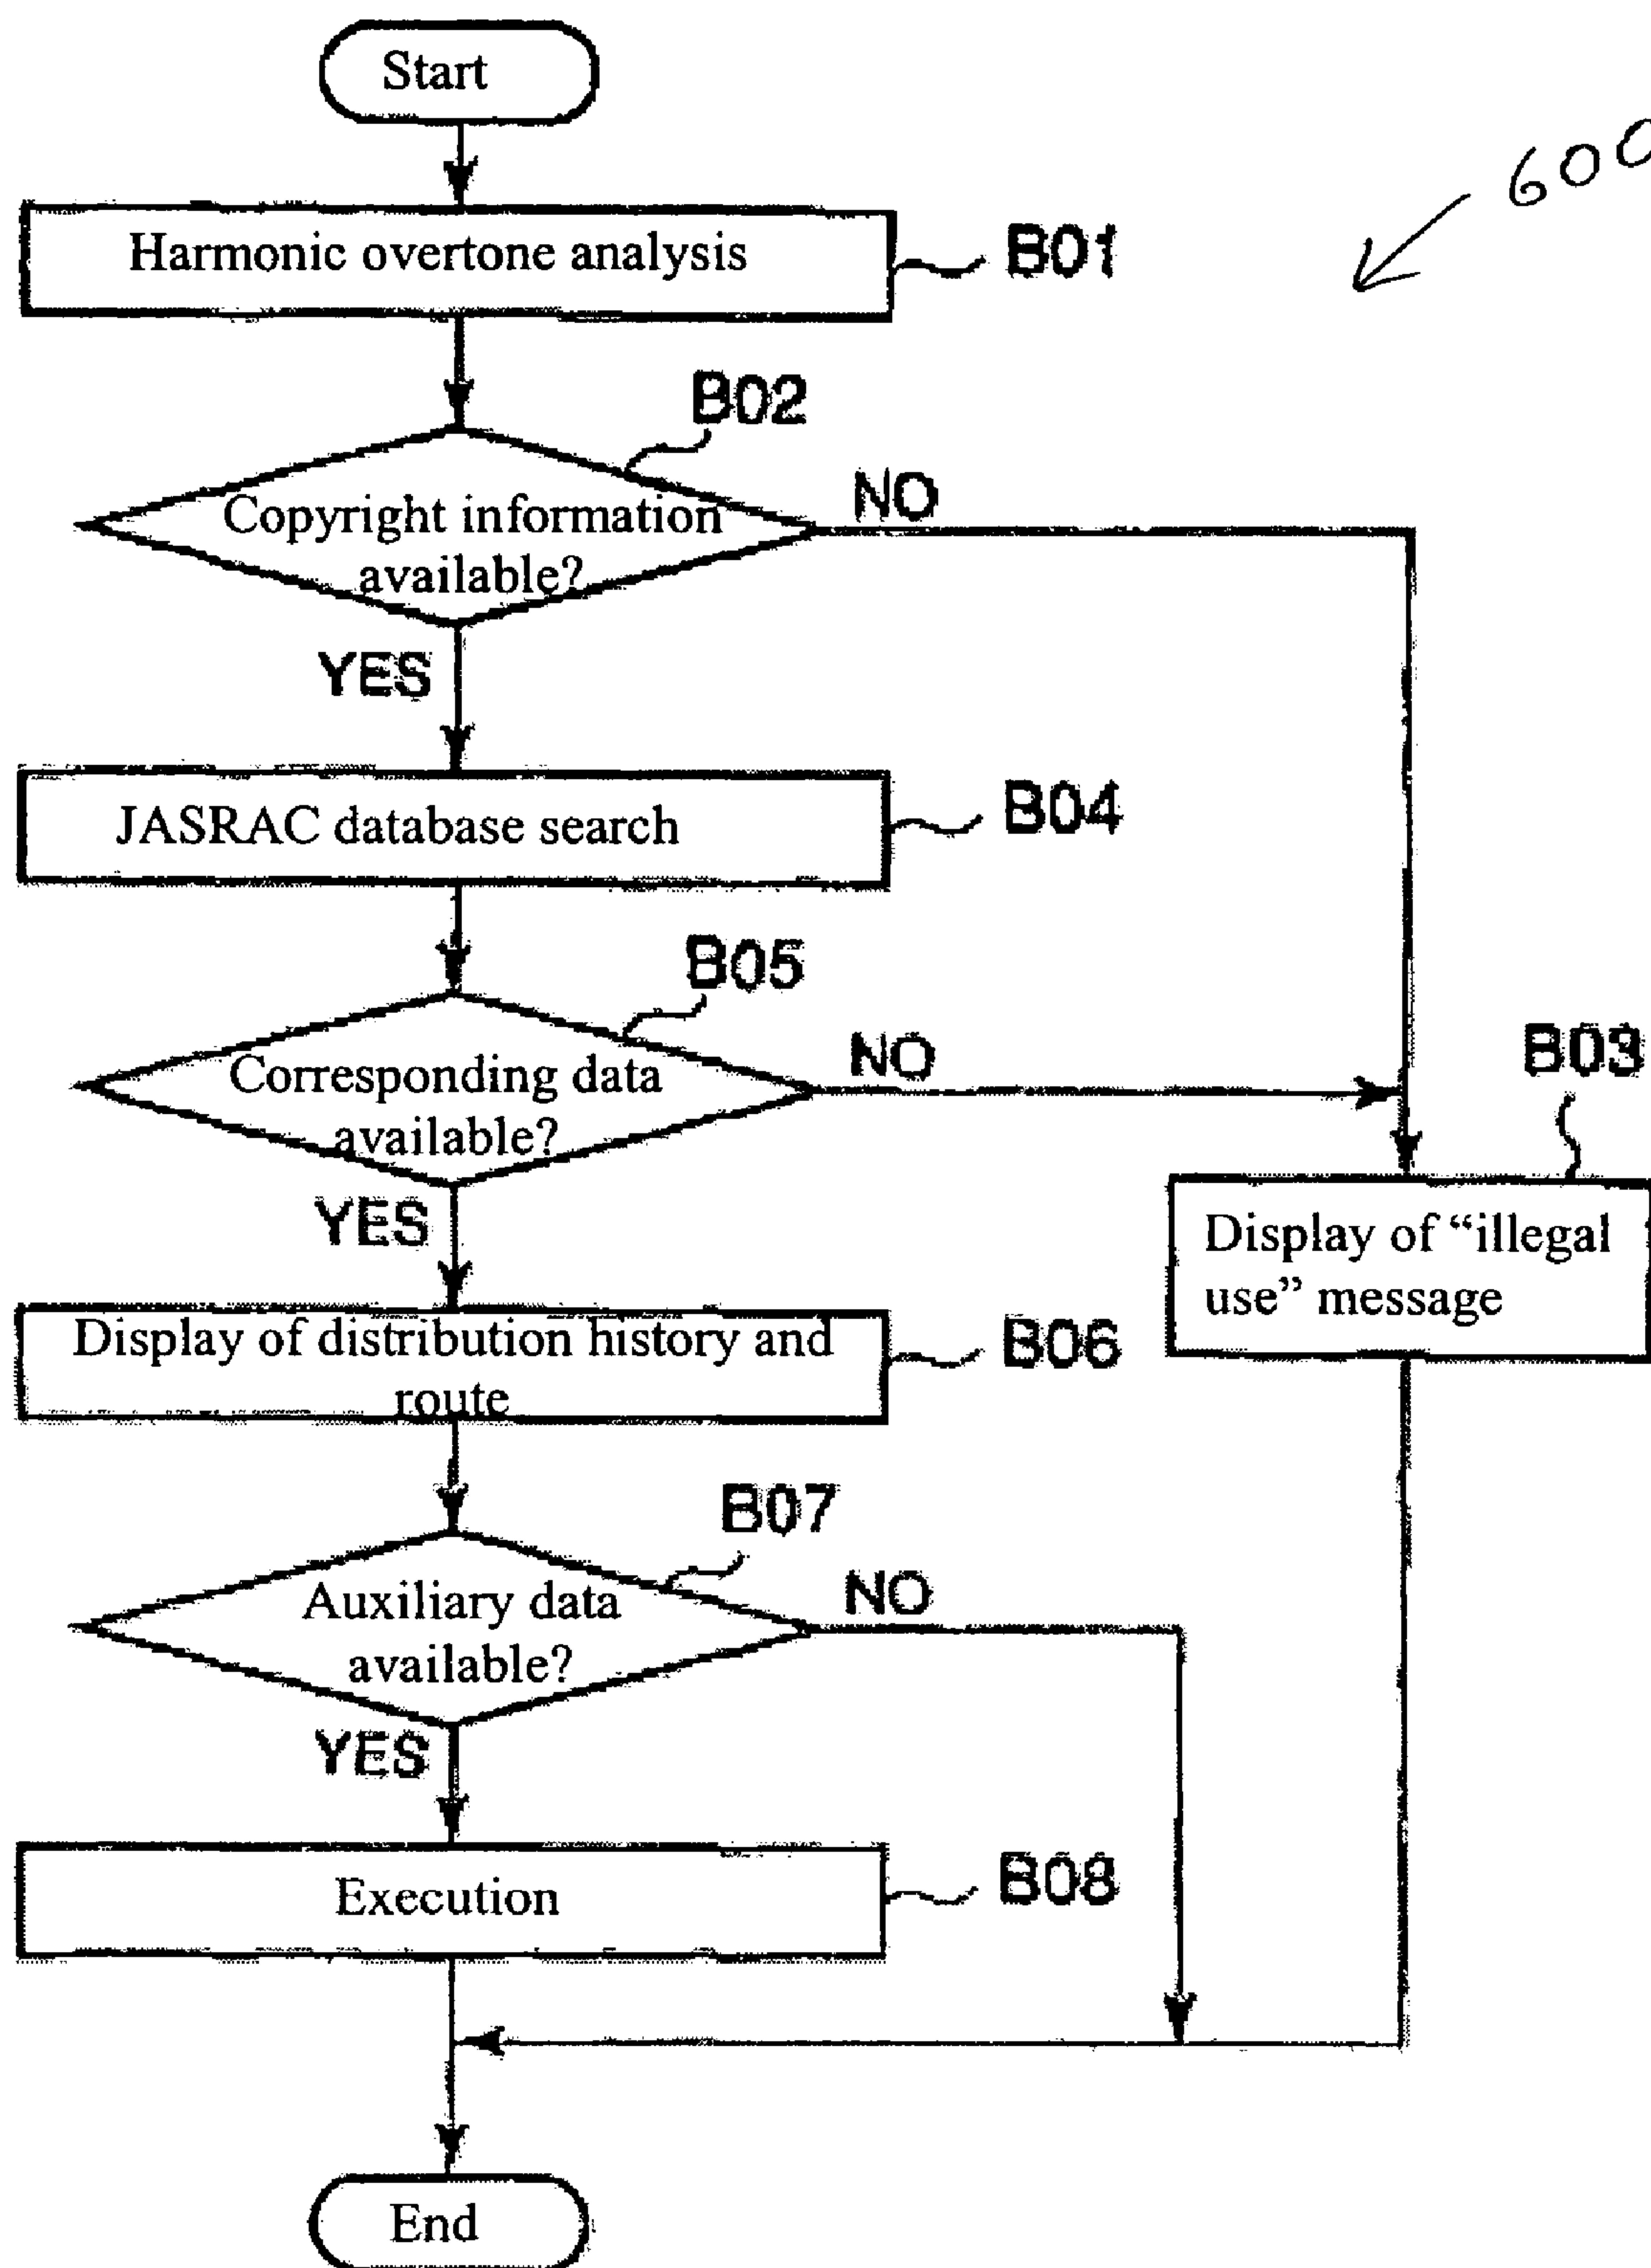 Start
600
Harmonic overtone analysis
B01
B02
Copyright information
available?
NO
YES
JASRAC database search
B04
B05
Corresponding data
available?
NO
YES
B03
Display of “illegal
use” message
Display of distribution history and
route
B06
B07
Auxiliary data
available?
NO
YES
Execution
B08
End